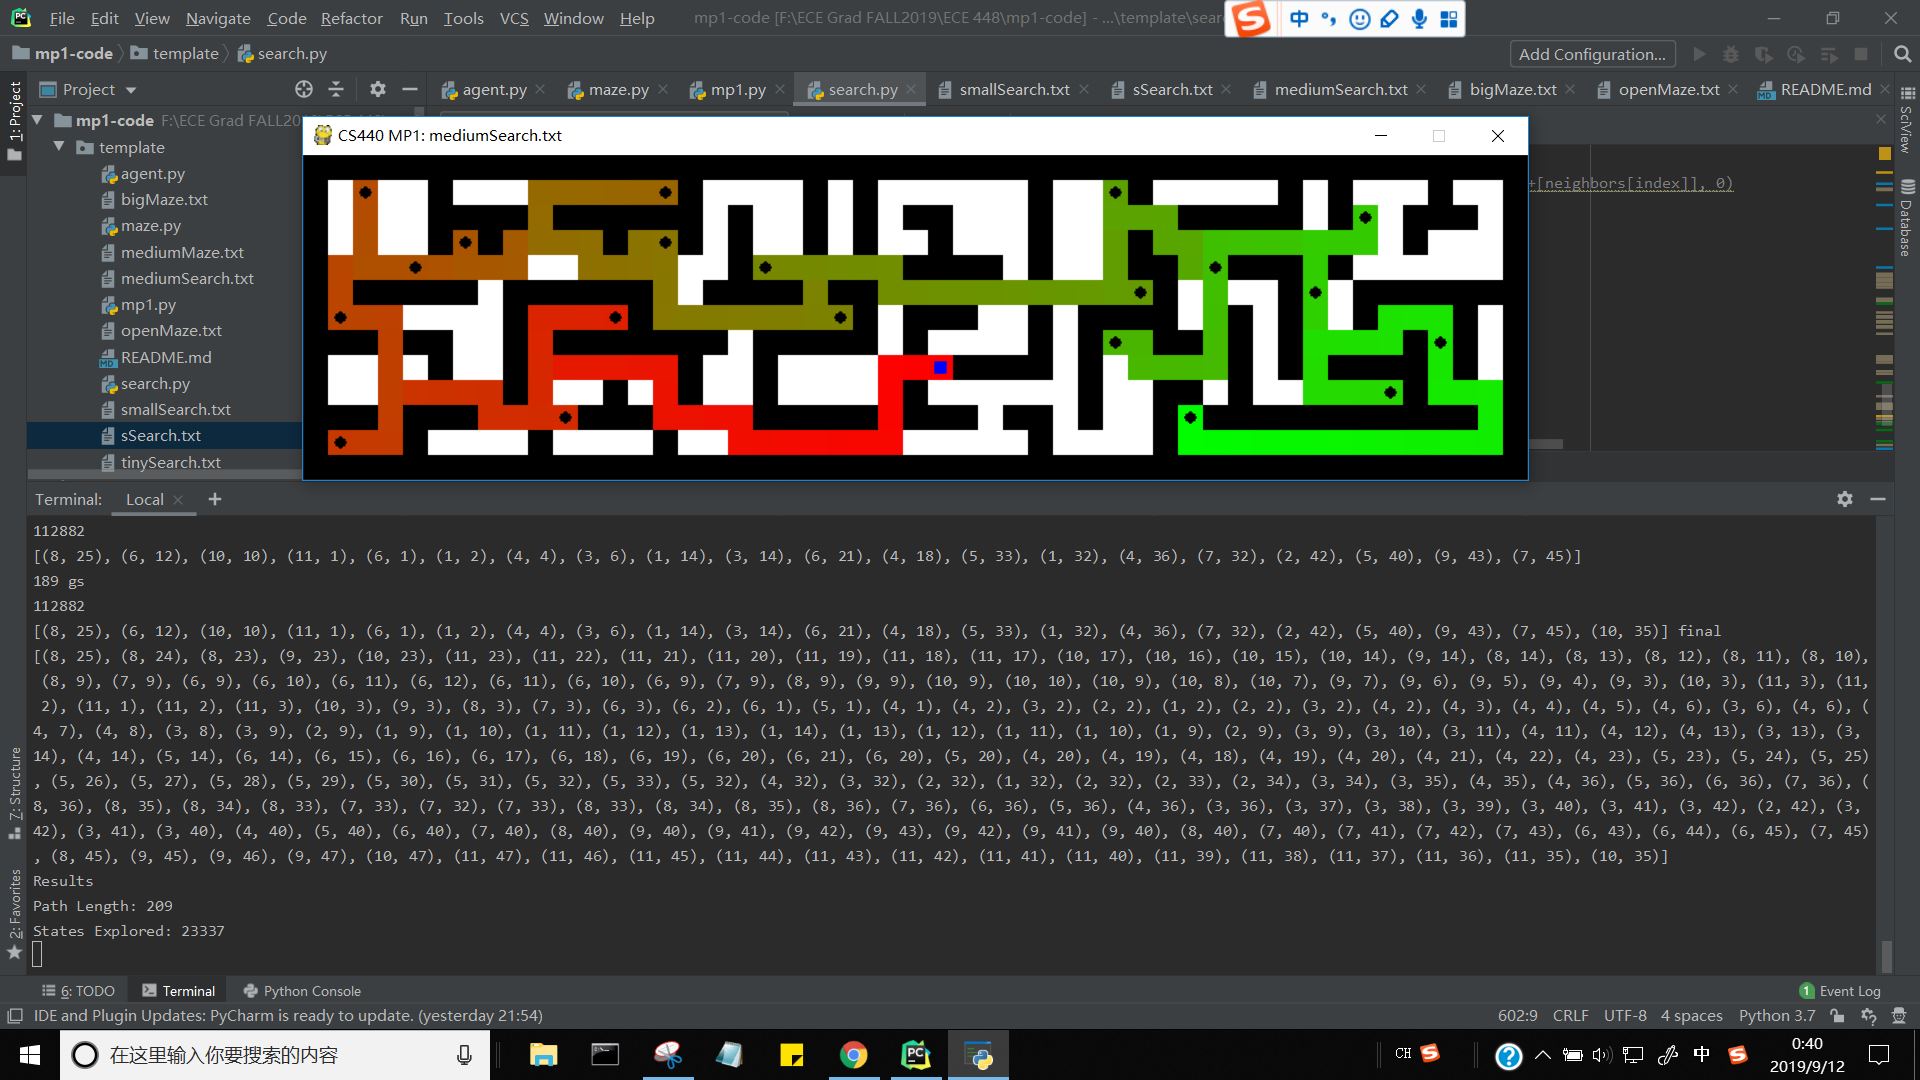 File Edit View Navigate Code Refactor Run Tools VCS Window Help mp1-code [F:\ECE Grad FALL2019\ECE 448\mp1-code] - ...\template\sear 中
mp1-code template search.py Add Configuration...
Project agent.py maze.py mp1.py search.py smallSearch.txt sSearch.txt mediumSearch.txt bigMaze.txt openMaze.txt README.md
1: Project
SciView
Database
mp1-code F:\ECE Grad FALL20
CS440 MP1: mediumSearch.txt
template
agent.py
+[neighbors[index]], 0)
bigMaze.txt
maze.py
mediumMaze.txt
mediumSearch.txt
mp1.py
openMaze.txt
README.md
search.py
smallSearch.txt
sSearch.txt
tinySearch.txt
Terminal: Local +
112882
[(8, 25), (6, 12), (10, 10), (11, 1), (6, 1), (1, 2), (4, 4), (3, 6), (1, 14), (3, 14), (6, 21), (4, 18), (5, 33), (1, 32), (4, 36), (7, 32), (2, 42), (5, 40), (9, 43), (7, 45)]
189 gs
112882
[(8, 25), (6, 12), (10, 10), (11, 1), (6, 1), (1, 2), (4, 4), (3, 6), (1, 14), (3, 14), (6, 21), (4, 18), (5, 33), (1, 32), (4, 36), (7, 32), (2, 42), (5, 40), (9, 43), (7, 45), (10, 35)] final
[(8, 25), (8, 24), (8, 23), (9, 23), (10, 23), (11, 23), (11, 22), (11, 21), (11, 20), (11, 19), (11, 18), (11, 17), (10, 17), (10, 16), (10, 15), (10, 14), (9, 14), (8, 14), (8, 13), (8, 12), (8, 11), (8, 10),
(8, 9), (7, 9), (6, 9), (6, 10), (6, 11), (6, 12), (6, 11), (6, 10), (6, 9), (7, 9), (8, 9), (9, 9), (10, 9), (10, 10), (10, 9), (10, 8), (10, 7), (9, 7), (9, 6), (9, 5), (9, 4), (9, 3), (10, 3), (11, 3), (11,
2), (11, 1), (11, 2), (11, 3), (10, 3), (9, 3), (8, 3), (7, 3), (6, 3), (6, 2), (6, 1), (5, 1), (4, 1), (4, 2), (3, 2), (2, 2), (1, 2), (2, 2), (3, 2), (4, 2), (4, 3), (4, 4), (4, 5), (4, 6), (3, 6), (4, 6), (
4, 7), (4, 8), (3, 8), (3, 9), (2, 9), (1, 9), (1, 10), (1, 11), (1, 12), (1, 13), (1, 14), (1, 13), (1, 12), (1, 11), (1, 10), (1, 9), (2, 9), (3, 9), (3, 10), (3, 11), (4, 11), (4, 12), (4, 13), (3, 13), (3,
14), (4, 14), (5, 14), (6, 14), (6, 15), (6, 16), (6, 17), (6, 18), (6, 19), (6, 20), (6, 21), (6, 20), (5, 20), (4, 20), (4, 19), (4, 18), (4, 19), (4, 20), (4, 21), (4, 22), (4, 23), (5, 23), (5, 24), (5, 25)
, (5, 26), (5, 27), (5, 28), (5, 29), (5, 30), (5, 31), (5, 32), (5, 33), (5, 32), (4, 32), (3, 32), (2, 32), (1, 32), (2, 32), (2, 33), (2, 34), (3, 34), (3, 35), (4, 35), (4, 36), (5, 36), (6, 36), (7, 36), (
8, 36), (8, 35), (8, 34), (8, 33), (7, 33), (7, 32), (7, 33), (8, 33), (8, 34), (8, 35), (8, 36), (7, 36), (6, 36), (5, 36), (4, 36), (3, 36), (3, 37), (3, 38), (3, 39), (3, 40), (3, 41), (3, 42), (2, 42), (3,
42), (3, 41), (3, 40), (4, 40), (5, 40), (6, 40), (7, 40), (8, 40), (9, 40), (9, 41), (9, 42), (9, 43), (9, 42), (9, 41), (9, 40), (8, 40), (7, 40), (7, 41), (7, 42), (7, 43), (6, 43), (6, 44), (6, 45), (7, 45)
, (8, 45), (9, 45), (9, 46), (9, 47), (10, 47), (11, 47), (11, 46), (11, 45), (11, 44), (11, 43), (11, 42), (11, 41), (11, 40), (11, 39), (11, 38), (11, 37), (11, 36), (11, 35), (10, 35)]
Results
Path Length: 209
States Explored: 23337
7: Structure
2: Favorites
6: TODO Terminal Python Console 1 Event Log
IDE and Plugin Updates: PyCharm is ready to update. (yesterday 21:54) 602:9 CRLF UTF-8 4 spaces Python 3.7
在这里输入你要搜索的内容 CH 中 0:40
2019/9/12